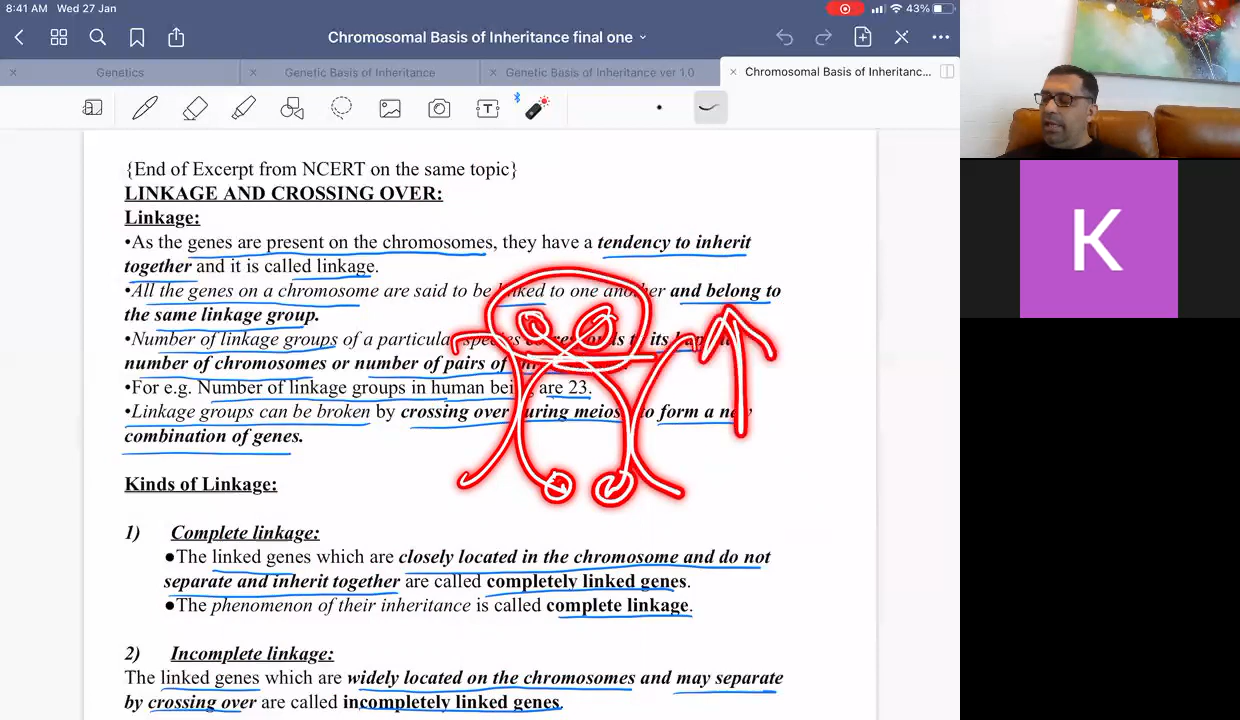 8:41 AM Wed 27 Jan
43%
Chromosomal Basis of Inheritance final one
Genetics
Genetic Basis of Inheritance
Genetic Basis of Inheritance ver 1.0
Chromosomal Basis of Inheritanc...
T
K
{End of Excerpt from NCERT on the same topic}
LINKAGE AND CROSSING OVER:
Linkage:
•As the genes are present on the chromosomes, they have a tendency to inherit
together and it is called linkage.
•All the genes on a chromosome are said to be linked to one another and belong to
the same linkage group.
•Number of linkage groups of a particular species corresponds to its
number of chromosomes or number of pairs of
•For e.g. Number of linkage groups in human being are 23.
•Linkage groups can be broken by crossing over during meiosis to form a new
combination of genes.
Kinds of Linkage:
1) Complete linkage:
●The linked genes which are closely located in the chromosome and do not
separate and inherit together are called completely linked genes.
●The phenomenon of their inheritance is called complete linkage.
2) Incomplete linkage:
The linked genes which are widely located on the chromosomes and may separate
by crossing over are called incompletely linked genes.